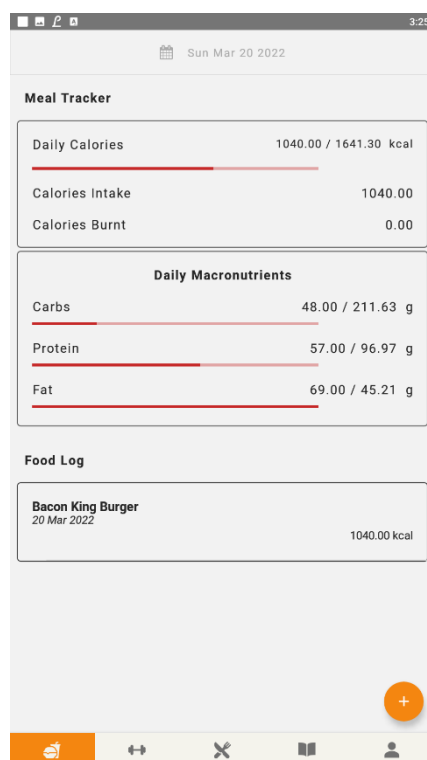 3:25
Sun Mar 20 2022
Meal Tracker
Daily Calories 1040.00 / 1641.30 kcal
Calories Intake 1040.00
Calories Burnt 0.00
Daily Macronutrients
Carbs 48.00 / 211.63 g
Protein 57.00 / 96.97 g
Fat 69.00 / 45.21 g
Food Log
Bacon King Burger
20 Mar 2022
1040.00 kcal
+